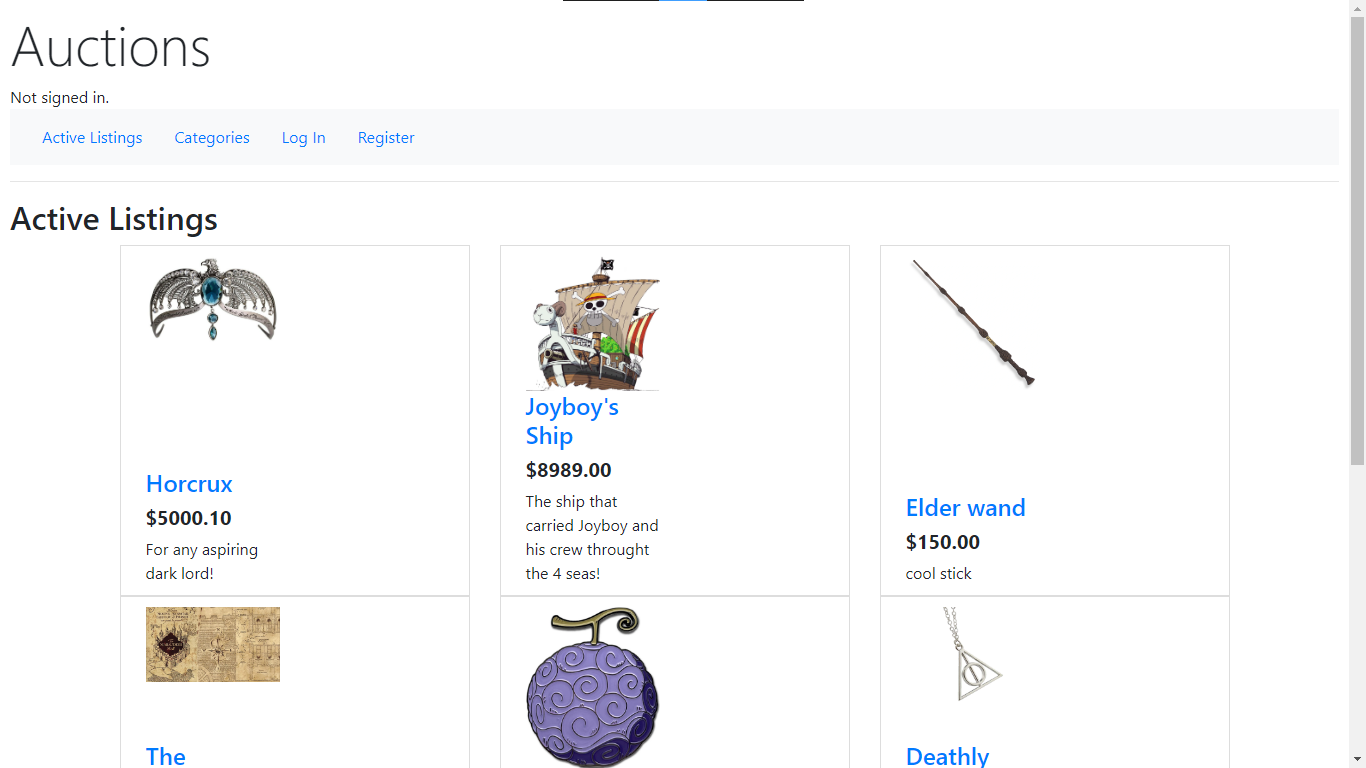 Auctions
Not signed in.
Active Listings Categories Log In Register
Active Listings
Horcrux
$5000.10
For any aspiring
dark lord!
Joyboy's
Ship
$8989.00
The ship that
carried Joyboy and
his crew throught
the 4 seas!
Elder wand
$150.00
cool stick
The
Deathly